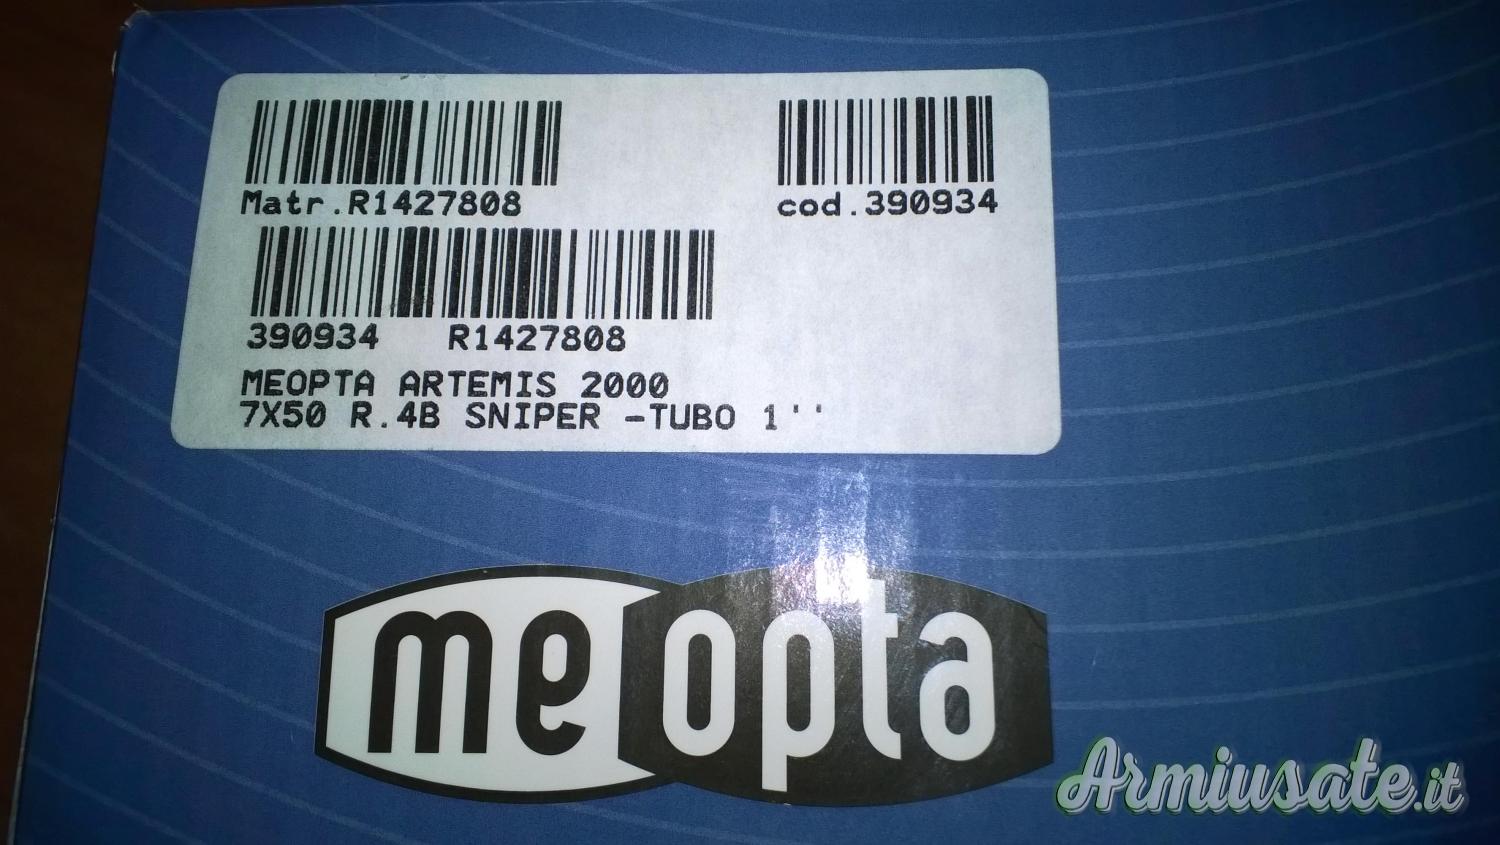 Matr.R1427808
cod.390934
390934 R1427808
MEOPTA ARTEMIS 2000
7X50 R.4B SNIPER -TUBO 1''
meopta
Armiusate.it